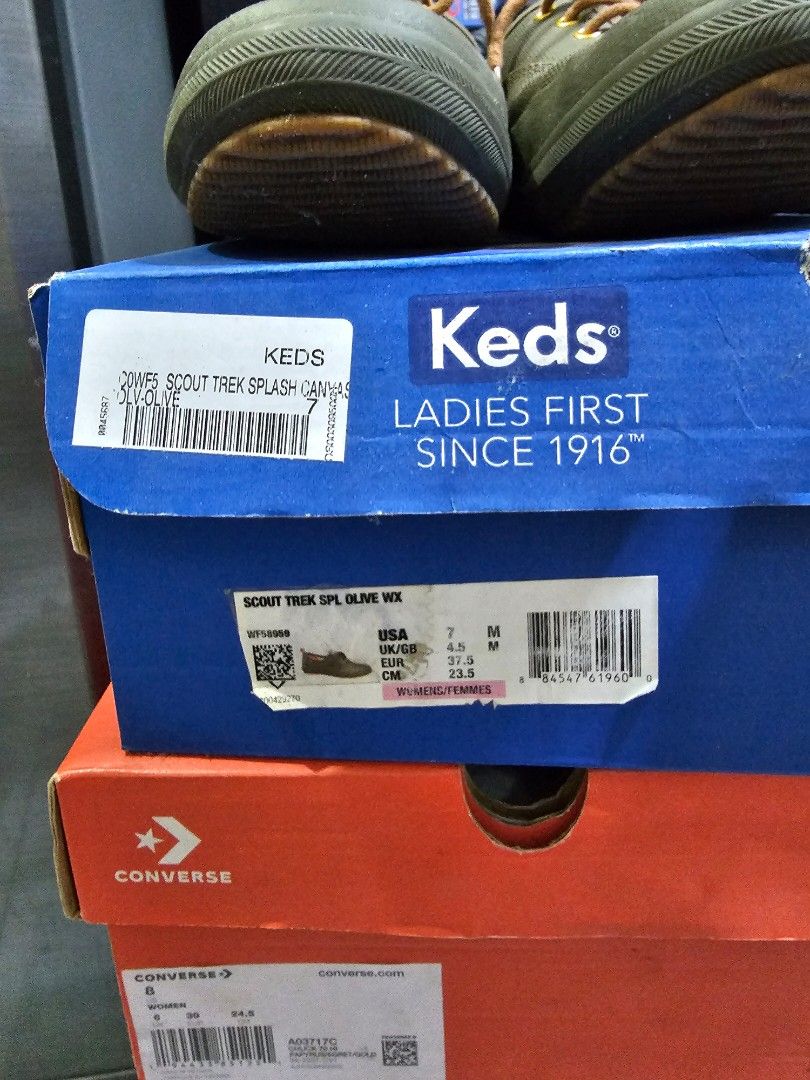 KEDS
SCOUT TREK SPLASH CANVAS
OLV-OLIVE 7
0045687
Keds®
LADIES FIRST
SINCE 1916™
SCOUT TREK SPL OLIVE WX
WF58959
USA 7 M
UK/GB 4.5 M
EUR 37.5
CM 23.5
WOMENS/FEMMES
8 84547 61960 0
CONVERSE
CONVERSE
converse.com
8
WOMEN
39 24.5
A03717C